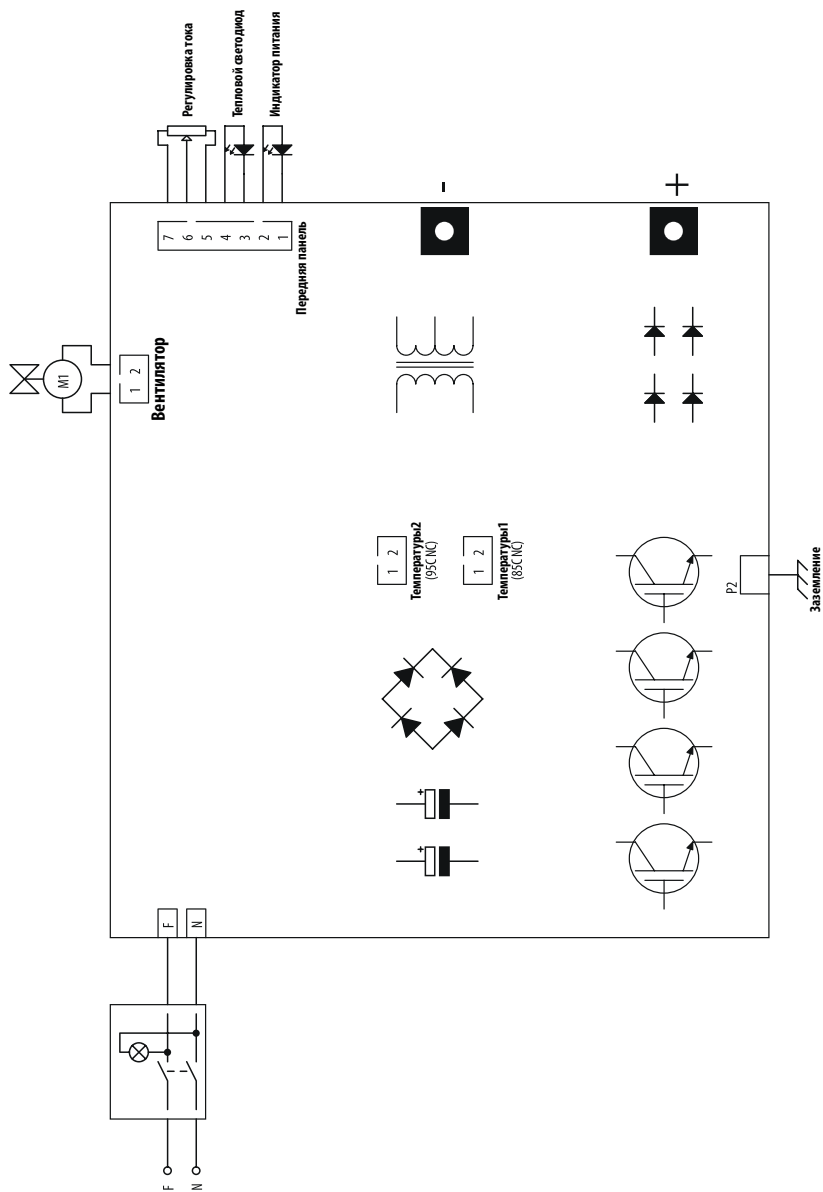 Регулировка тока
Тепловой светодиод
Индикатор питания
7
6
5
4
3
2
1
Передняя панель
-
+
M1
1 2
Вентилятор
1 2
Температуры2
(95C NC)
1 2
Температуры1
(85C NC)
P2
Заземление
+
+
F
N
F
N